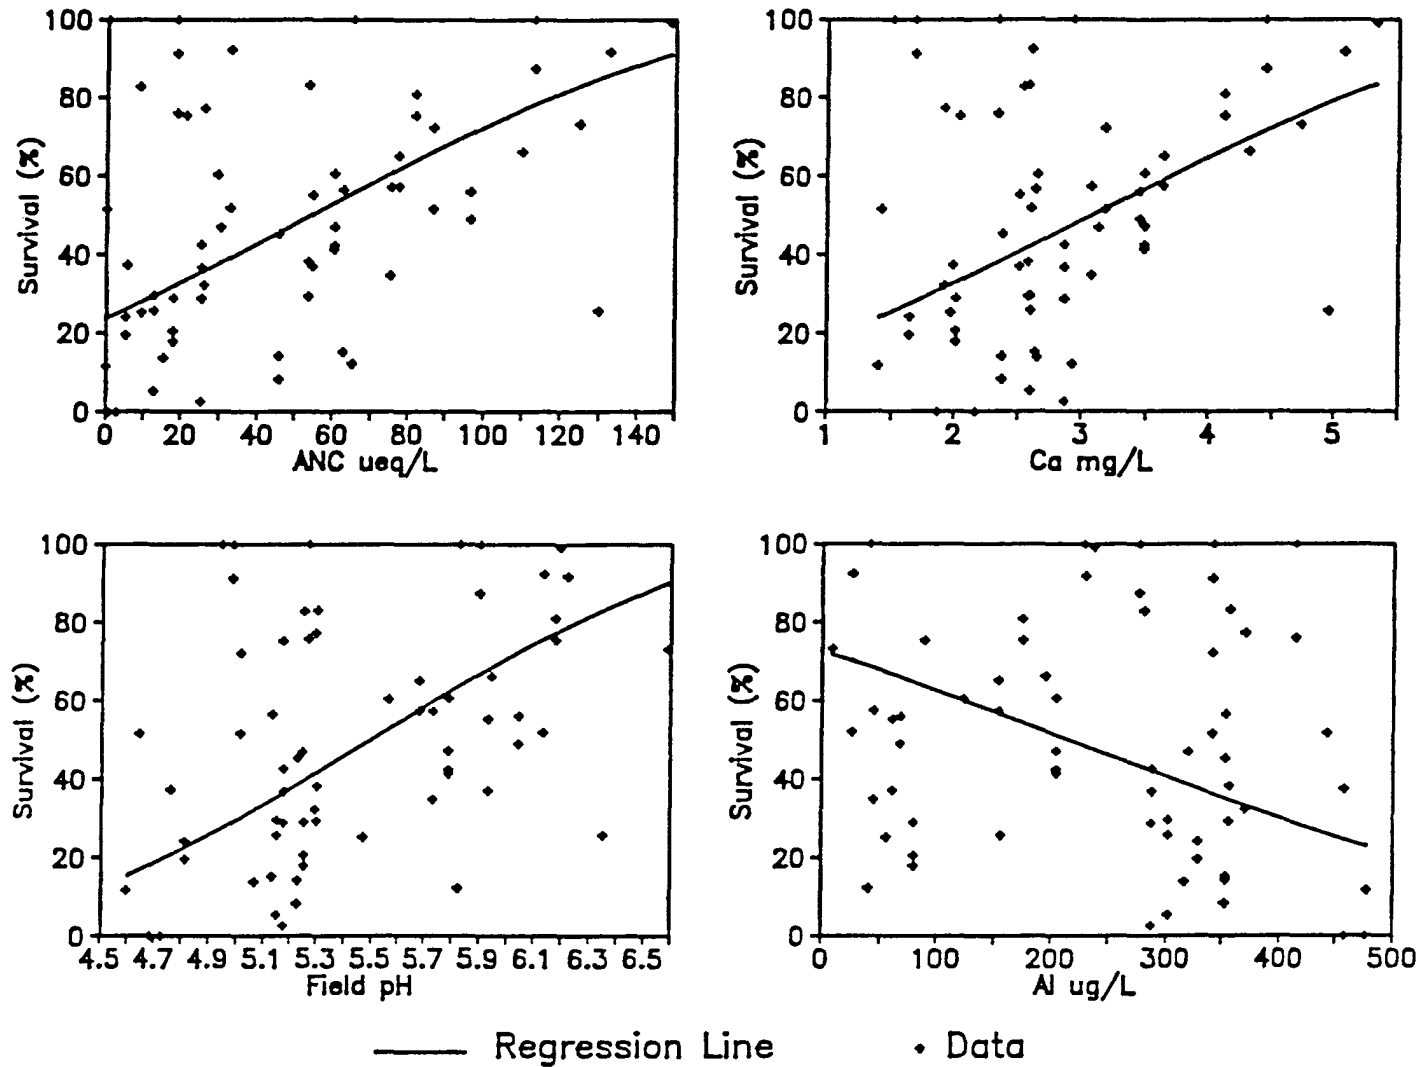 100
80
60
40
20
0
Survival (%)
0 20 40 60 80 100 120 140
ANC ueq/L
100
80
60
40
20
0
Survival (%)
1 2 3 4 5
Ca mg/L
100
80
60
40
20
0
Survival (%)
4.5 4.7 4.9 5.1 5.3 5.5 5.7 5.9 6.1 6.3 6.5
Field pH
100
80
60
40
20
0
Survival (%)
0 100 200 300 400 500
Al ug/L
Regression Line
Data